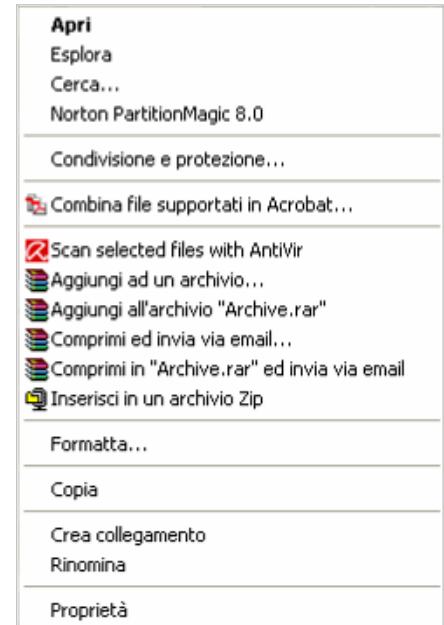 Apri
Esplora
Cerca...
Norton PartitionMagic 8.0
Condivisione e protezione...
Combina file supportati in Acrobat...
Scan selected files with AntiVir
Aggiungi ad un archivio...
Aggiungi all'archivio "Archive.rar"
Comprimi ed invia via email...
Comprimi in "Archive.rar" ed invia via email
Inserisci in un archivio Zip
Formatta...
Copia
Crea collegamento
Rinomina
Proprietà